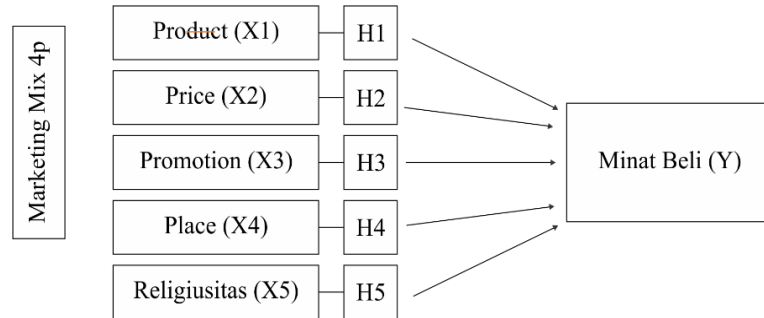 Marketing Mix 4p
Product (X1)
H1
Price (X2)
H2
Promotion (X3)
H3
Place (X4)
H4
Religiusitas (X5)
H5
Minat Beli (Y)